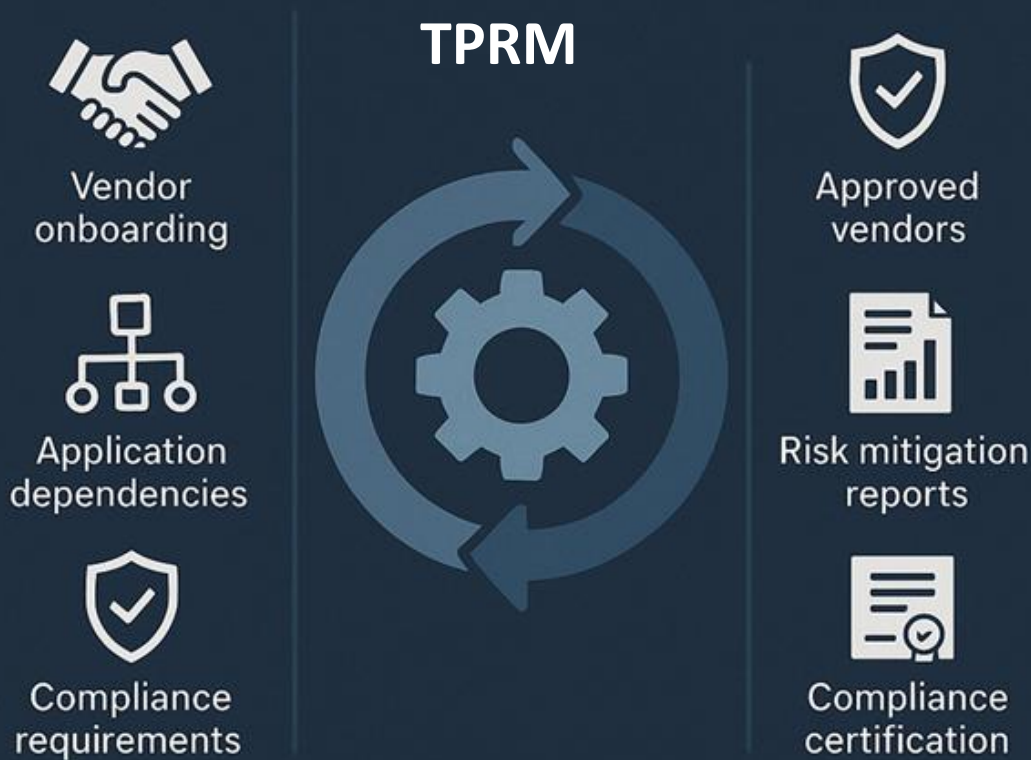 TPRM
Vendor
onboarding
Application
dependencies
Compliance
requirements
Approved
vendors
Risk mitigation
reports
Compliance
certification